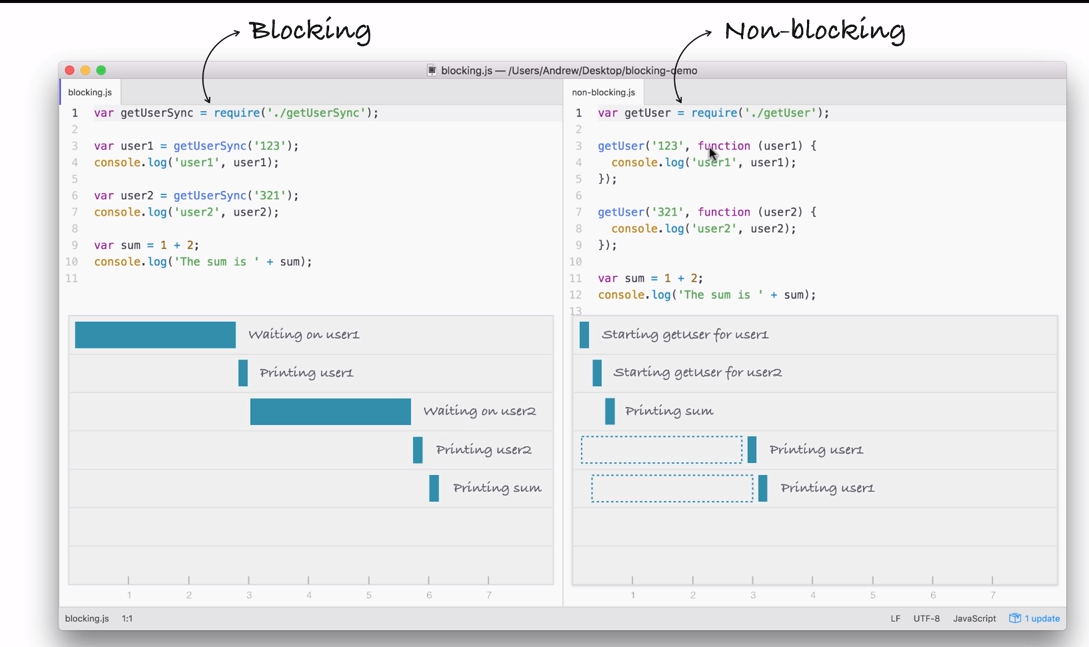 Blocking
Non-blocking
blocking.js — /Users/Andrew/Desktop/blocking-demo
blocking.js
1 var getUserSync = require('./getUserSync');
2
3 var user1 = getUserSync('123');
4 console.log('user1', user1);
5
6 var user2 = getUserSync('321');
7 console.log('user2', user2);
8
9 var sum = 1 + 2;
10 console.log('The sum is ' + sum);
11
Waiting on user1
Printing user1
Waiting on user2
Printing user2
Printing sum
1 2 3 4 5 6 7
non-blocking.js
1 var getUser = require('./getUser');
2
3 getUser('123', function (user1) {
4 console.log('user1', user1);
5 });
6
7 getUser('321', function (user2) {
8 console.log('user2', user2);
9 });
10
11 var sum = 1 + 2;
12 console.log('The sum is ' + sum);
13
Starting getUser for user1
Starting getUser for user2
Printing sum
Printing user1
Printing user1
1 2 3 4 5 6 7
blocking.js 1:1
LF UTF-8 JavaScript 1 update